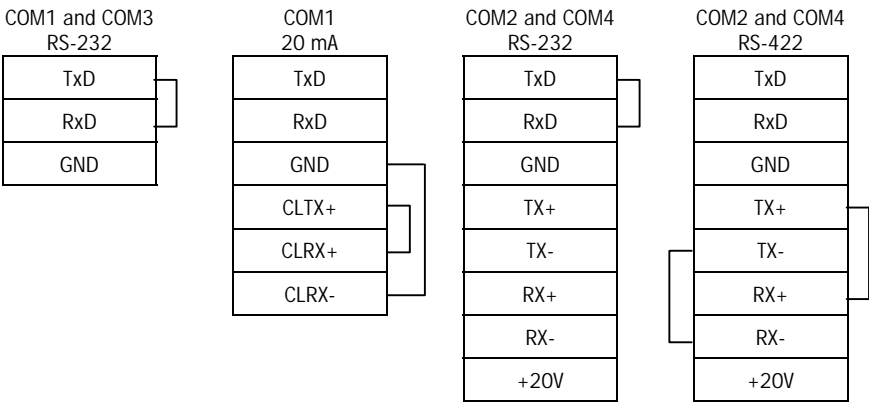 COM1 and COM3
RS-232
TxD
RxD
GND
COM1
20 mA
TxD
RxD
GND
CLTX+
CLRX+
CLRX-
COM2 and COM4
RS-232
TxD
RxD
GND
TX+
TX-
RX+
RX-
+20V
COM2 and COM4
RS-422
TxD
RxD
GND
TX+
TX-
RX+
RX-
+20V